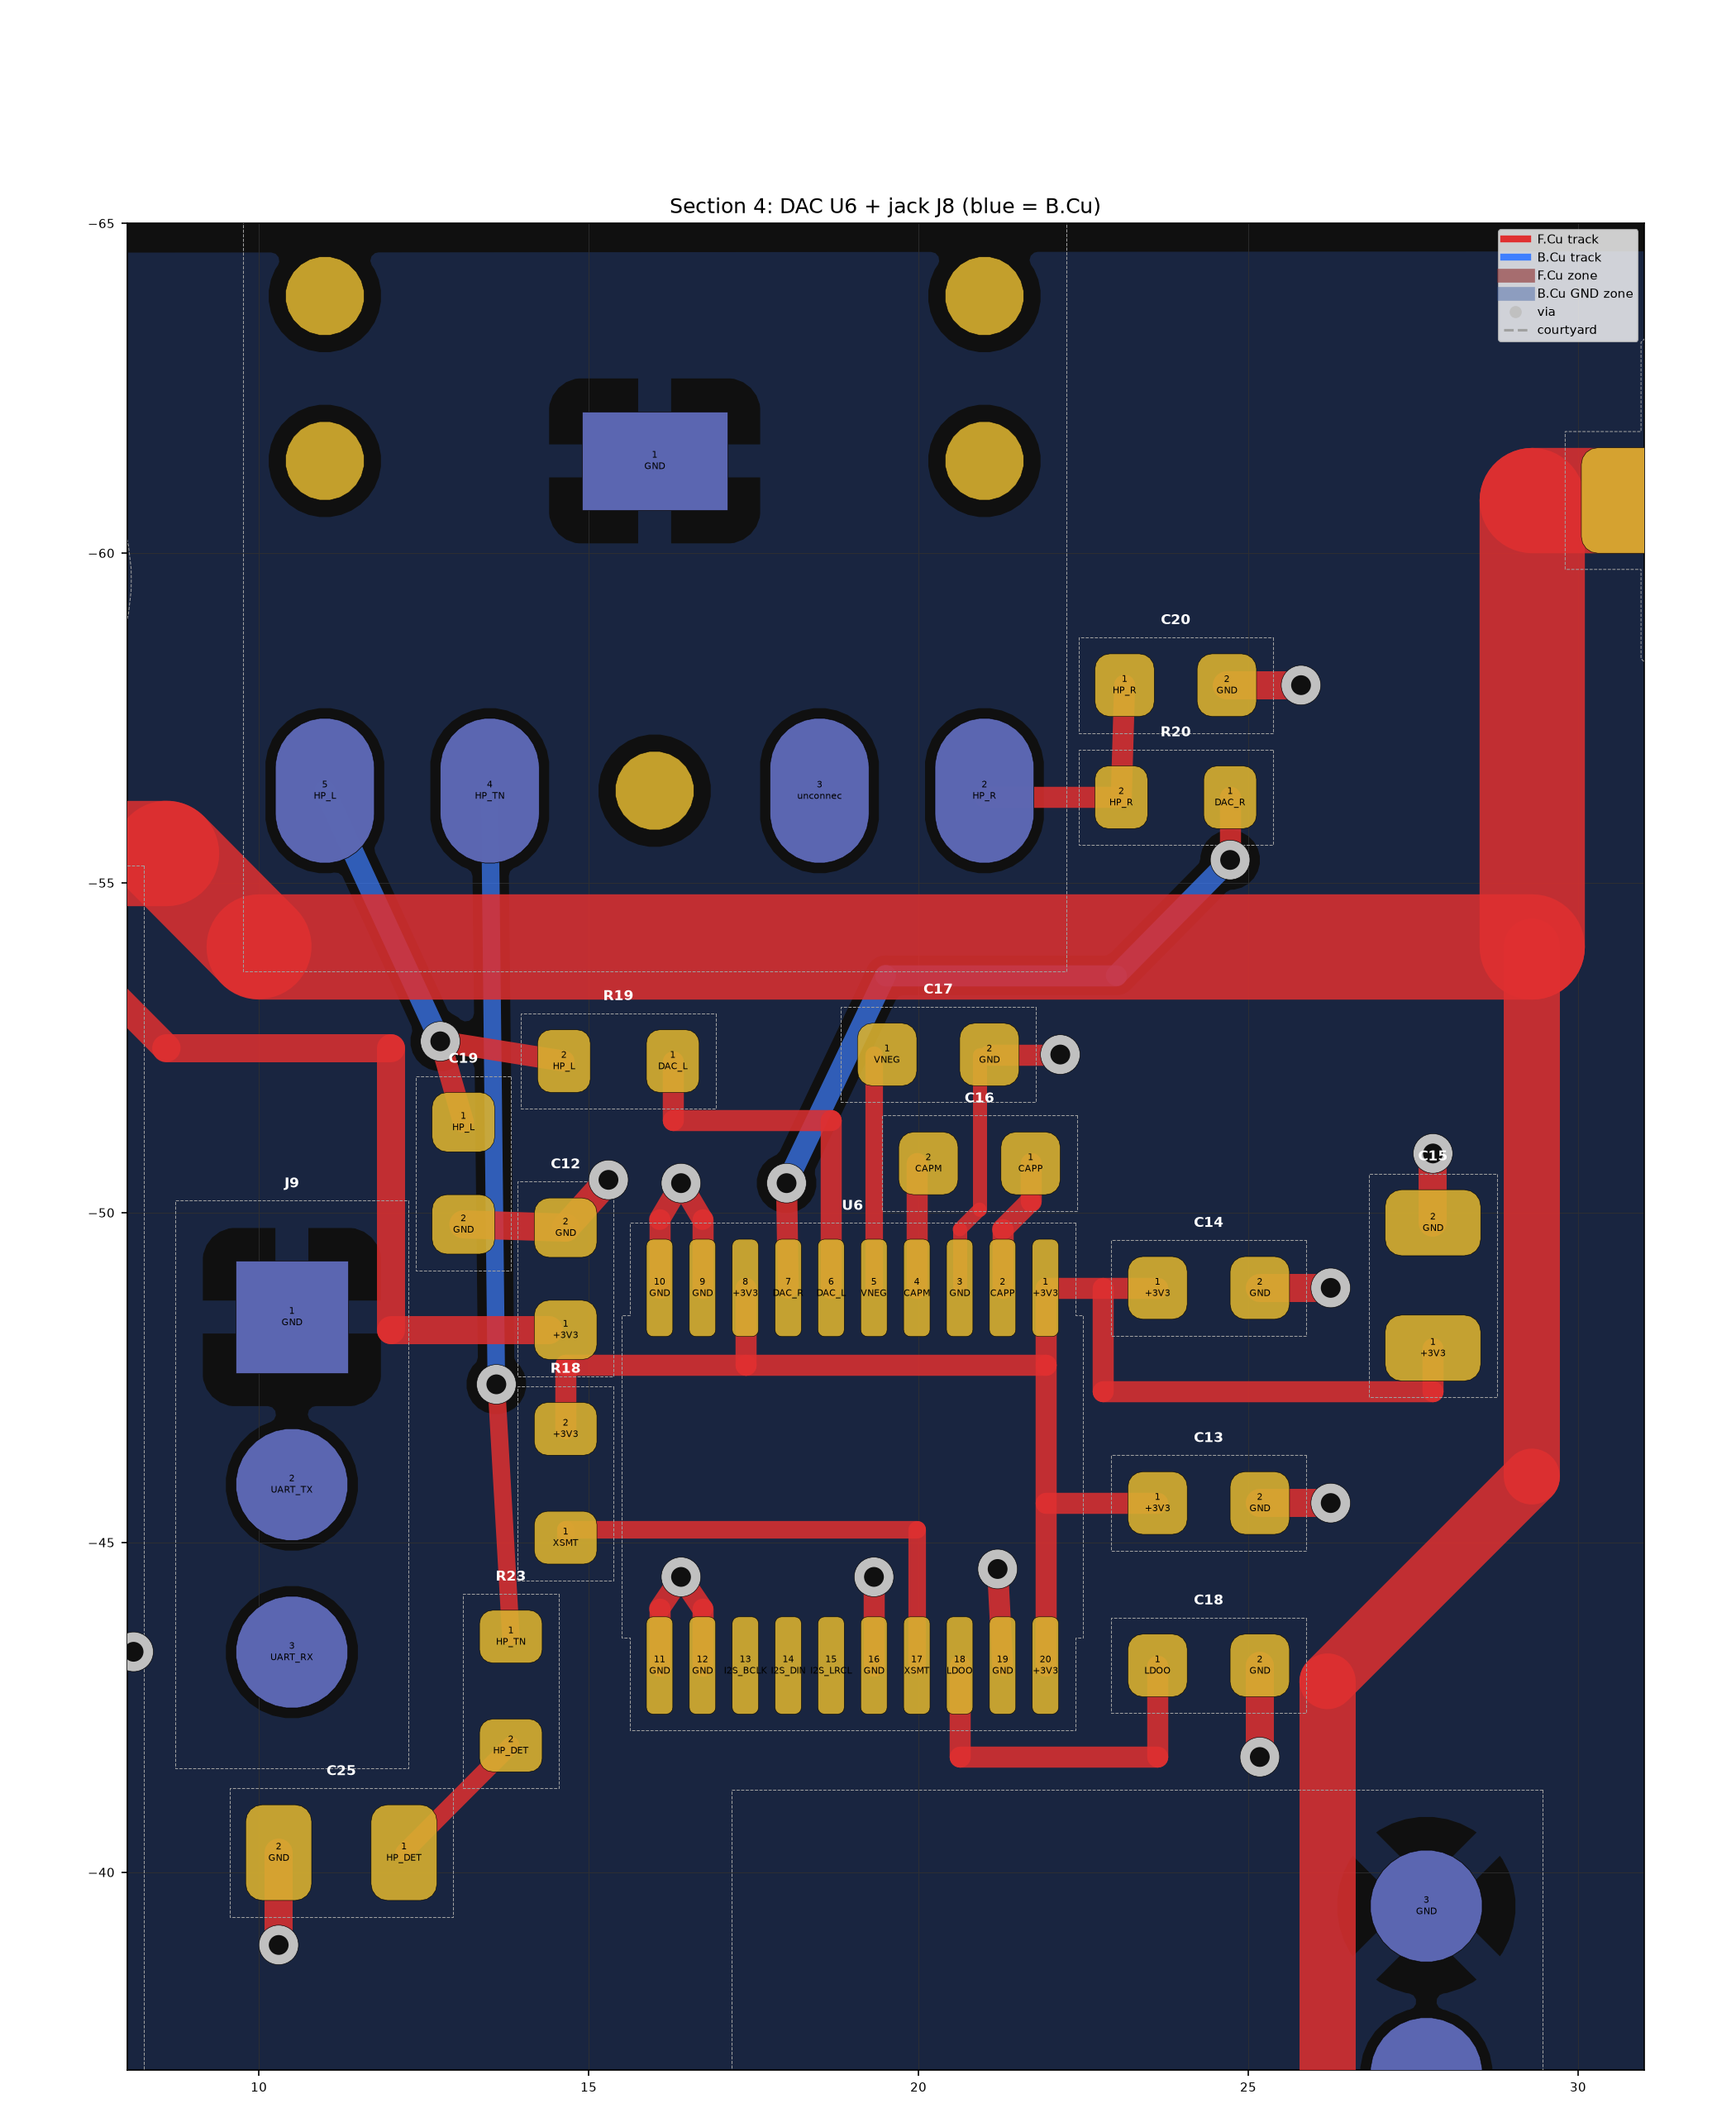 Section 4: DAC U6 + jack J8 (blue = B.Cu)
F.Cu track
B.Cu track
F.Cu zone
B.Cu GND zone
via
courtyard
−65
−60
−55
−50
−45
−40
10
15
20
25
30
1
GND
C20
1
HP_R
2
GND
R20
2
HP_R
1
DAC_R
5
HP_L
4
HP_TN
3
unconnec
2
HP_R
R19
2
HP_L
1
DAC_L
C17
1
VNEG
2
GND
C19
1
HP_L
2
GND
C16
2
CAPM
1
CAPP
C12
2
GND
1
+3V3
C15
2
GND
1
+3V3
J9
1
GND
2
UART_TX
3
UART_RX
U6
10
GND
9
GND
8
+3V3
7
DAC_R
6
DAC_L
5
VNEG
4
CAPM
3
GND
2
CAPP
1
+3V3
C14
1
+3V3
2
GND
R18
2
+3V3
1
XSMT
C13
1
+3V3
2
GND
R23
1
HP_TN
2
HP_DET
11
GND
12
GND
13
I2S_BCLK
14
I2S_DIN
15
I2S_LRCL
16
GND
17
XSMT
18
LDOO
19
GND
20
+3V3
C18
1
LDOO
2
GND
C25
2
GND
1
HP_DET
3
GND